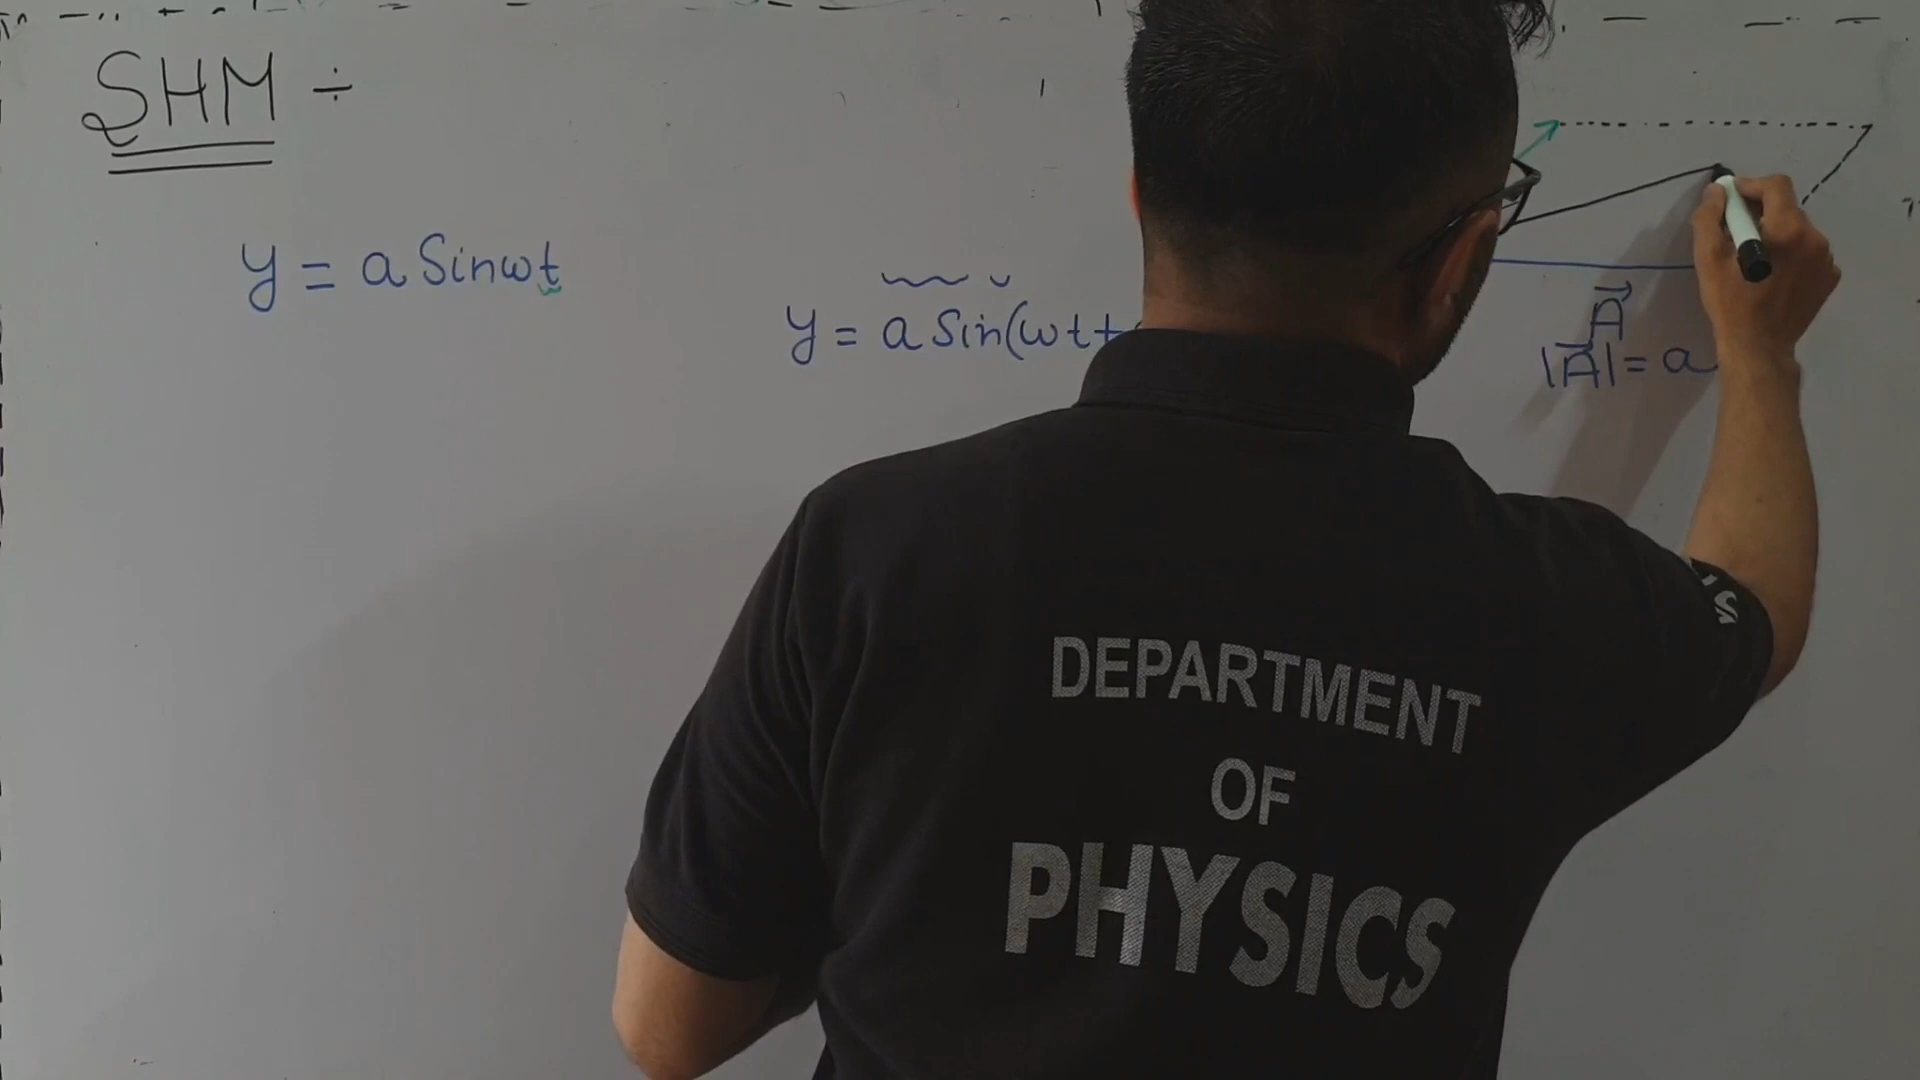 SHM ÷
y = a Sinωt
y = a Sin(ωt+
A⃗
|A⃗| = a
DEPARTMENT
OF
PHYSICS